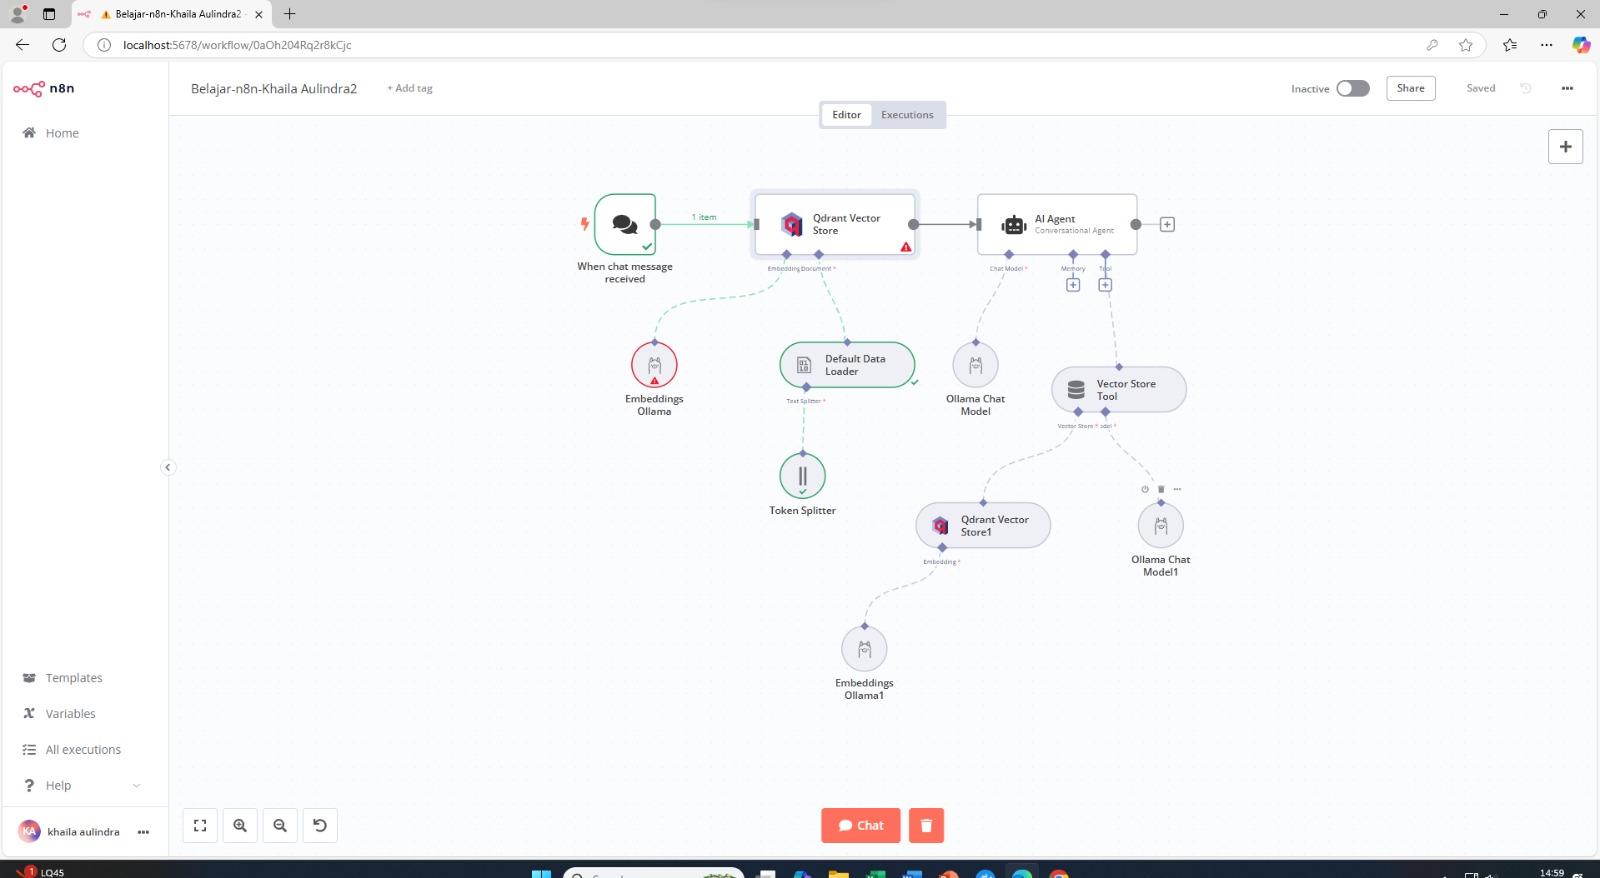 Belajar-n8n-Khaila Aulindra2
localhost:5678/workflow/0aOh204Rq2r8kCjc
n8n
Belajar-n8n-Khaila Aulindra2
+ Add tag
Inactive
Share
Saved
Editor
Executions
Home
1 item
When chat message
received
Qdrant Vector
Store
Embedding
Document *
AI Agent
Conversational Agent
Chat Model *
Memory
Tool
Embeddings
Ollama
Default Data
Loader
Text Splitter *
Ollama Chat
Model
Vector Store
Tool
Vector Store *
Token Splitter
Qdrant Vector
Store1
Embedding *
Ollama Chat
Model1
Embeddings
Ollama1
Templates
Variables
All executions
Help
KA
khaila aulindra
Chat
1
LQ45
14:59